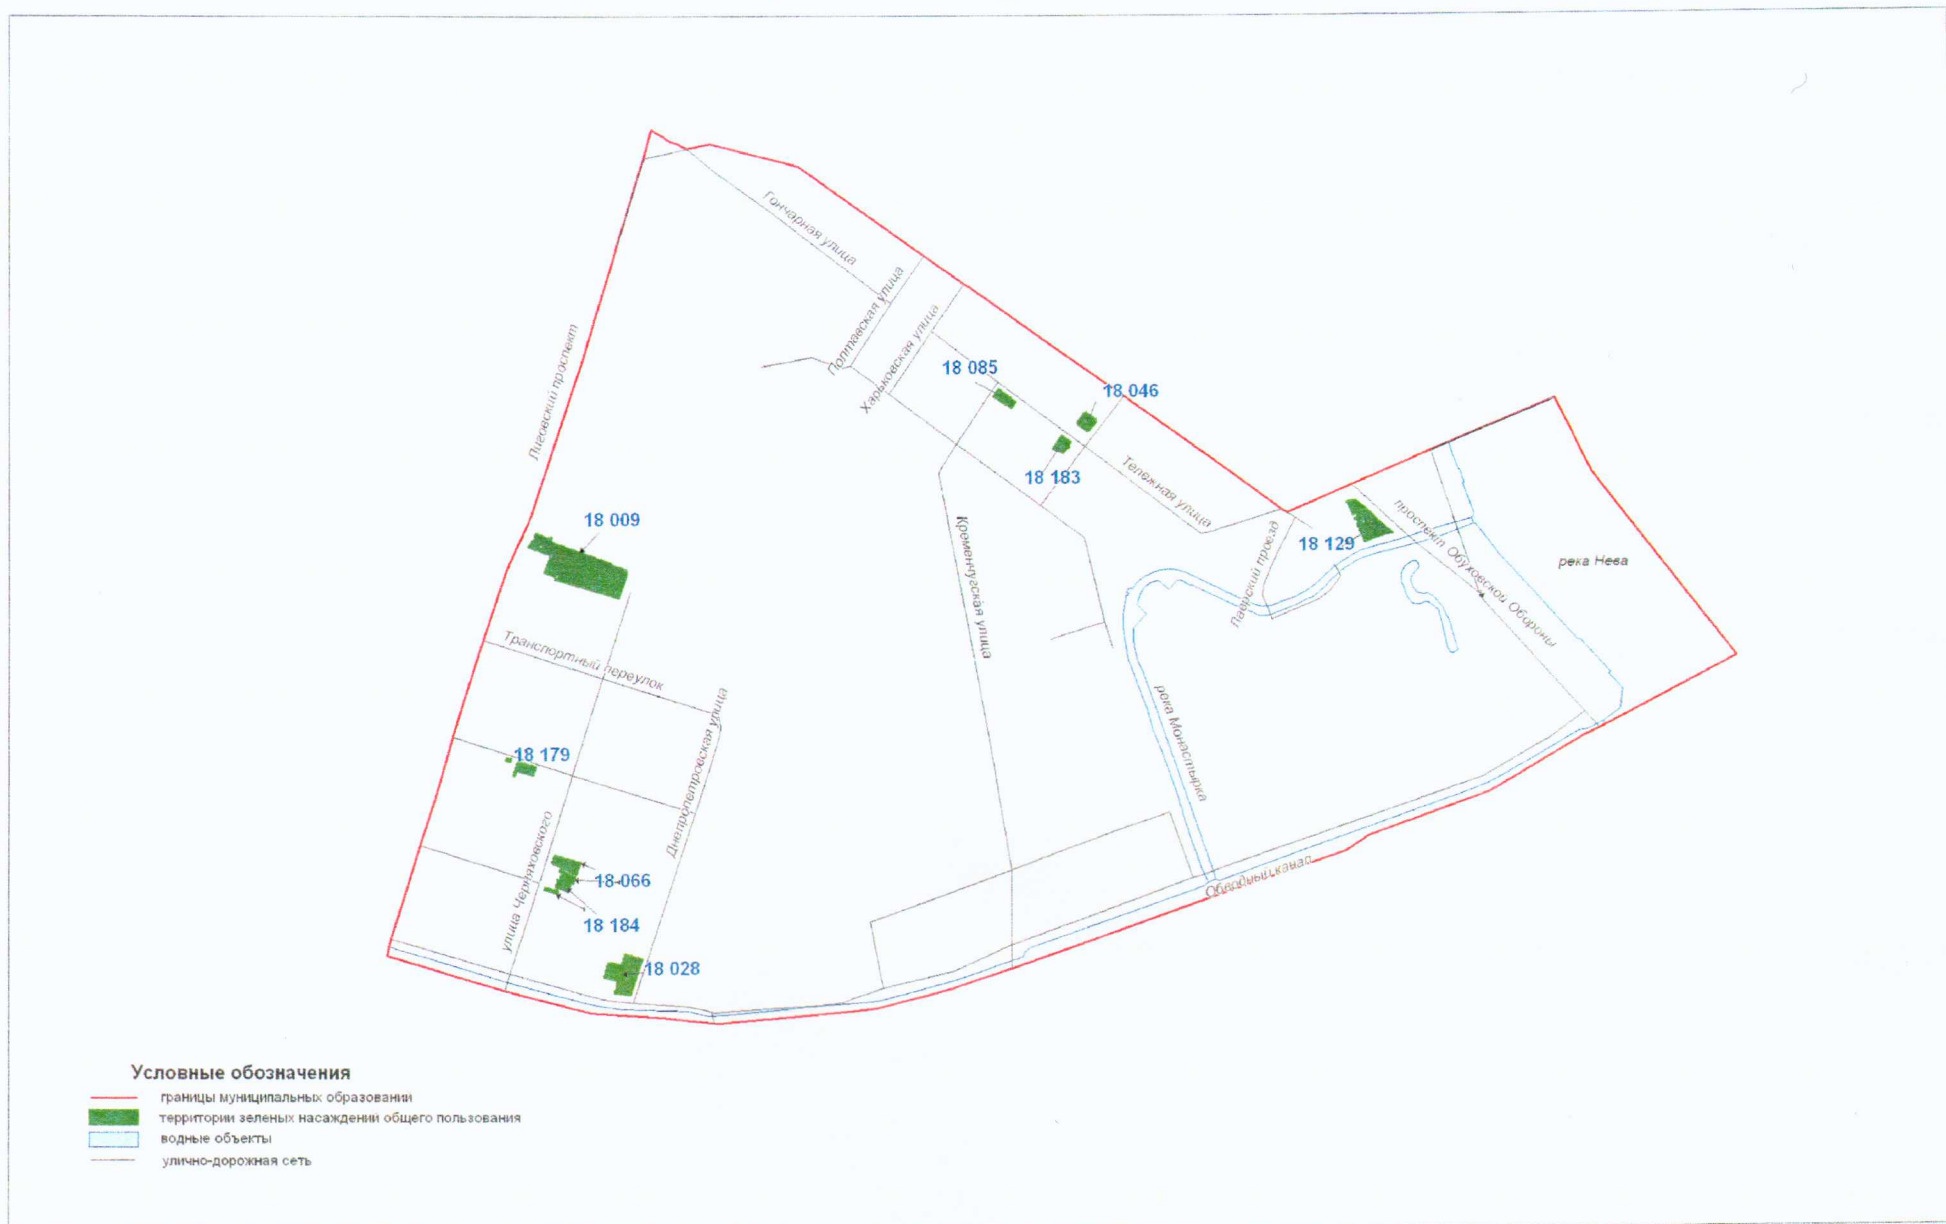 Гончарная улица
Полтавская улица
Харьковская улица
Лиговский проспект
18 085
18 046
18 183
Тележная улица
18 009
Кременчугская улица
18 129
Лаврский проезд
проспект Обуховской Обороны
река Нева
Транспортный переулок
Днепропетровская улица
18 179
река Монастырка
улица Черняховского
18 066
18 184
18 028
Обводный канал
Условные обозначения
границы муниципальных образовании
территории зеленых насаждений общего пользования
водные объекты
улично-дорожная сеть